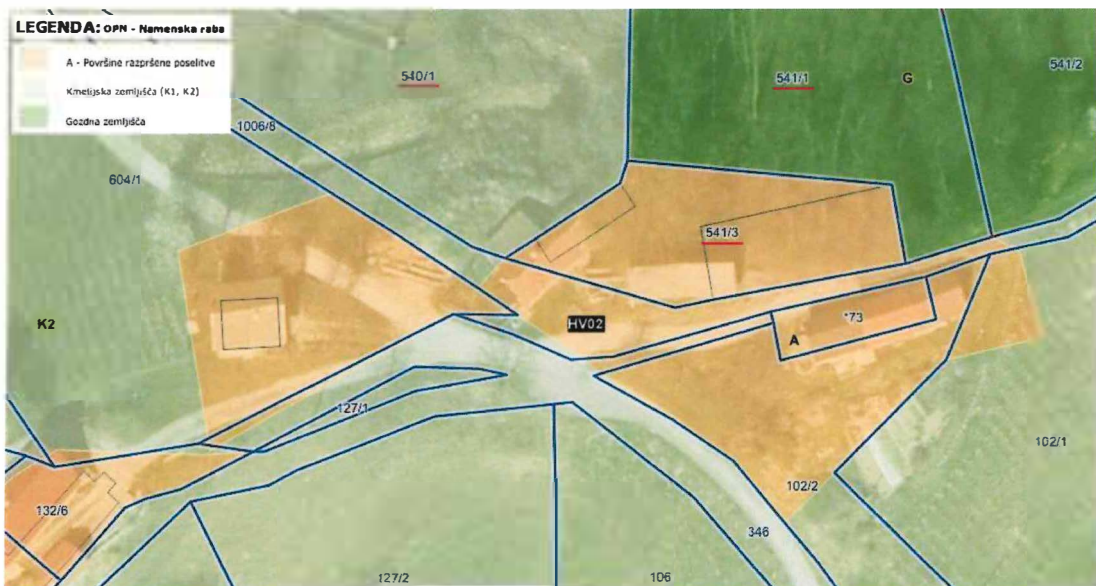 LEGENDA: OPN - Namenska raba
A - Površine razpršene poselitve
Kmetijska zemljišča (K1, K2)
Gozdna zemljišča
540/1
541/1
G
541/2
1006/8
604/1
541/3
K2
HV02
*73
A
127/1
102/1
132/6
102/2
346
127/2
106